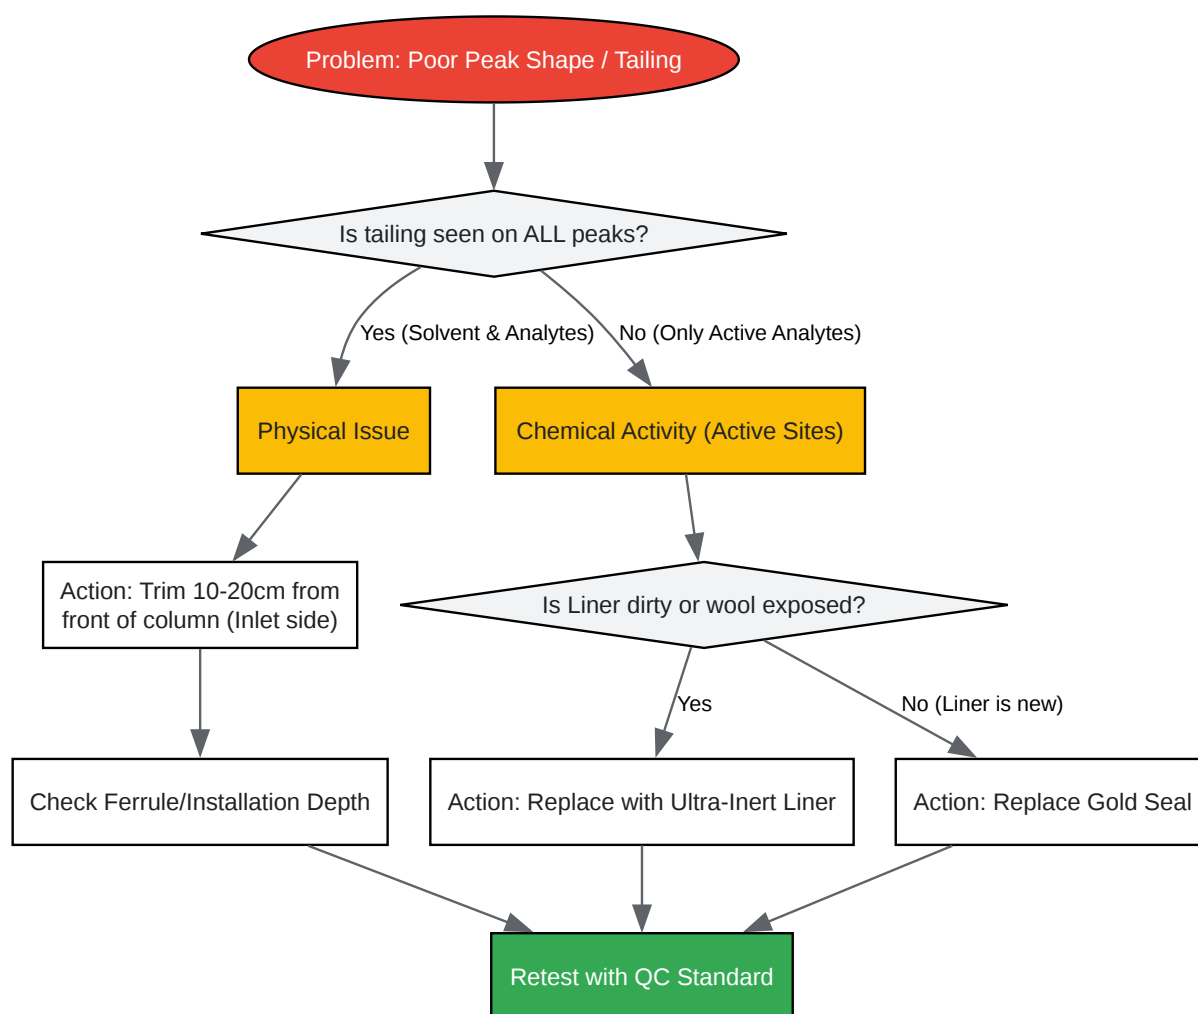 Problem: Poor Peak Shape / Tailing
Is tailing seen on ALL peaks?
Yes (Solvent & Analytes)
No (Only Active Analytes)
Physical Issue
Chemical Activity (Active Sites)
Action: Trim 10-20cm from
front of column (Inlet side)
Is Liner dirty or wool exposed?
Yes
No (Liner is new)
Check Ferrule/Installation Depth
Action: Replace with Ultra-Inert Liner
Action: Replace Gold Seal
Retest with QC Standard